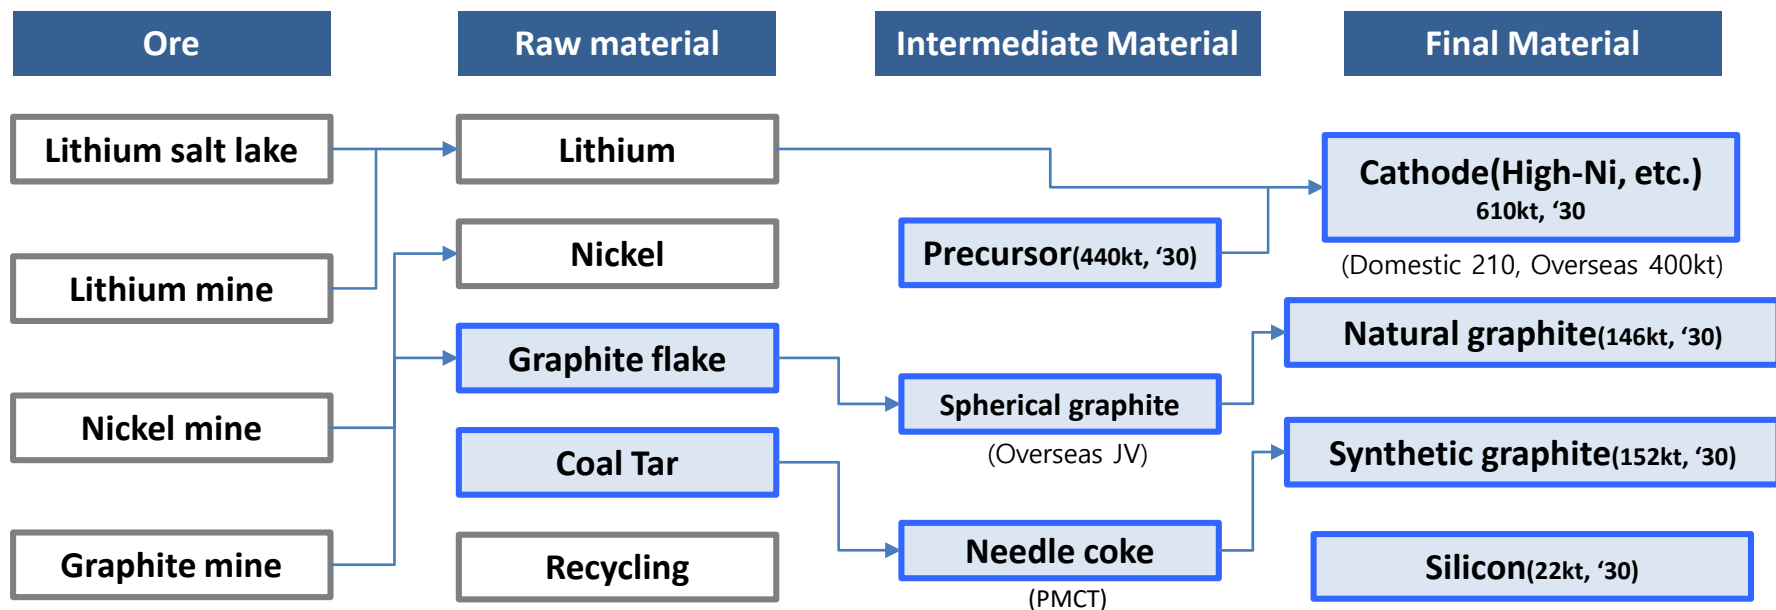 Ore
Raw material
Intermediate Material
Final Material
Lithium salt lake
Lithium mine
Nickel mine
Graphite mine
Lithium
Nickel
Graphite flake
Coal Tar
Recycling
Precursor(440kt, ‘30)
Spherical graphite
(Overseas JV)
Needle coke
(PMCT)
Cathode(High-Ni, etc.)
610kt, ‘30
(Domestic 210, Overseas 400kt)
Natural graphite(146kt, ‘30)
Synthetic graphite(152kt, ‘30)
Silicon(22kt, ‘30)